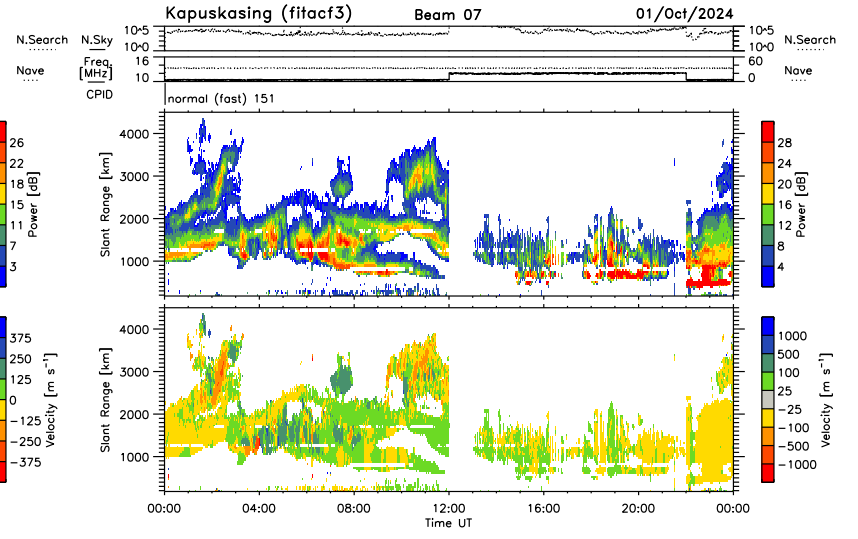 Kapuskasing (fitacf3) Beam 07 01/Oct/2024
N.Search N.Sky 10^5 10^0 10^5 10^0 N.Search
Nave Freq. [MHz] 16 10 60 0 Nave
CPID normal (fast) 151
Power [dB] 26 22 18 15 11 7 3
Slant Range [km] 4000 3000 2000 1000
Power [dB] 28 24 20 16 12 8 4
Velocity [m s⁻¹] 375 250 125 0 −125 −250 −375
Slant Range [km] 4000 3000 2000 1000
Velocity [m s⁻¹] 1000 500 100 25 −25 −100 −500 −1000
00:00 04:00 08:00 12:00 16:00 20:00 00:00
Time UT